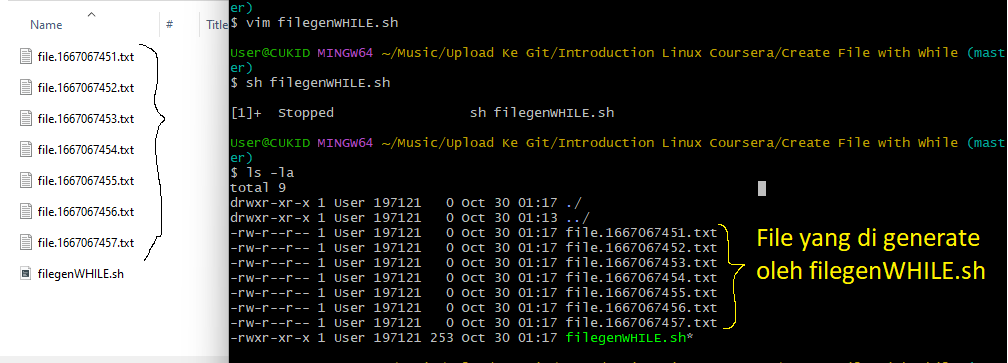 Name
#
Title
file.1667067451.txt
file.1667067452.txt
file.1667067453.txt
file.1667067454.txt
file.1667067455.txt
file.1667067456.txt
file.1667067457.txt
filegenWHILE.sh
er)
$ vim filegenWHILE.sh
User@CUKID MINGW64 ~/Music/Upload Ke Git/Introduction Linux Coursera/Create File with While (mast
er)
$ sh filegenWHILE.sh
[1]+  Stopped                 sh filegenWHILE.sh
User@CUKID MINGW64 ~/Music/Upload Ke Git/Introduction Linux Coursera/Create File with While (mast
er)
$ ls -la
total 9
drwxr-xr-x 1 User 197121   0 Oct 30 01:17 ./
drwxr-xr-x 1 User 197121   0 Oct 30 01:13 ../
-rw-r--r-- 1 User 197121   0 Oct 30 01:17 file.1667067451.txt
-rw-r--r-- 1 User 197121   0 Oct 30 01:17 file.1667067452.txt
-rw-r--r-- 1 User 197121   0 Oct 30 01:17 file.1667067453.txt
-rw-r--r-- 1 User 197121   0 Oct 30 01:17 file.1667067454.txt
-rw-r--r-- 1 User 197121   0 Oct 30 01:17 file.1667067455.txt
-rw-r--r-- 1 User 197121   0 Oct 30 01:17 file.1667067456.txt
-rw-r--r-- 1 User 197121   0 Oct 30 01:17 file.1667067457.txt
-rwxr-xr-x 1 User 197121 253 Oct 30 01:17 filegenWHILE.sh*
File yang di generate
oleh filegenWHILE.sh